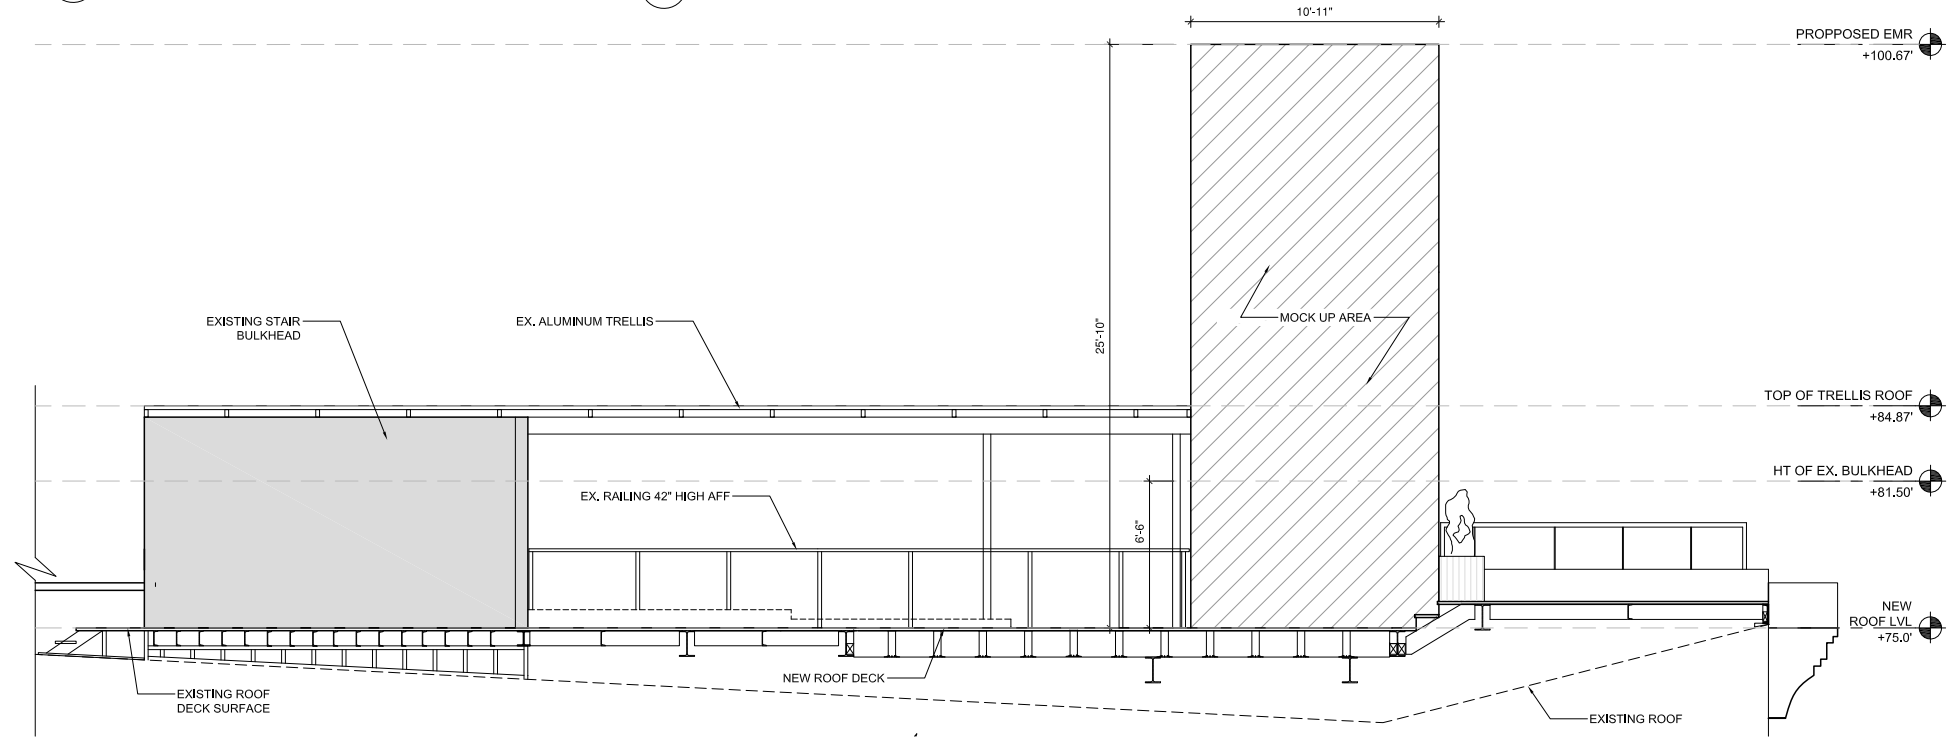 10'-11"
PROPPOSED EMR
+100.67'
EXISTING STAIR
BULKHEAD
EX. ALUMINUM TRELLIS
MOCK UP AREA
25'-10"
TOP OF TRELLIS ROOF
+84.87'
HT OF EX. BULKHEAD
+81.50'
EX. RAILING 42" HIGH AFF
6'-6"
NEW
ROOF LVL
+75.0'
NEW ROOF DECK
EXISTING ROOF
DECK SURFACE
EXISTING ROOF